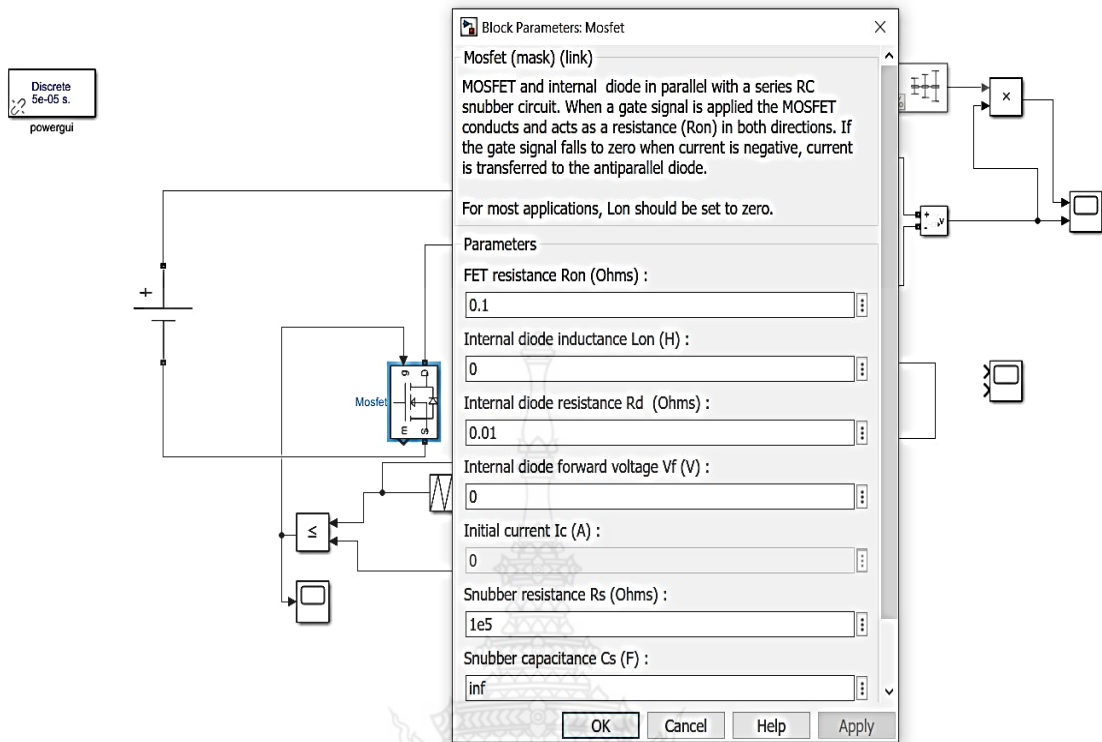 Block Parameters: Mosfet
Mosfet (mask) (link)
MOSFET and internal diode in parallel with a series RC
snubber circuit. When a gate signal is applied the MOSFET
conducts and acts as a resistance (Ron) in both directions. If
the gate signal falls to zero when current is negative, current
is transferred to the antiparallel diode.
For most applications, Lon should be set to zero.
Parameters
FET resistance Ron (Ohms) :
0.1
Internal diode inductance Lon (H) :
0
Internal diode resistance Rd (Ohms) :
0.01
Internal diode forward voltage Vf (V) :
0
Initial current Ic (A) :
0
Snubber resistance Rs (Ohms) :
1e5
Snubber capacitance Cs (F) :
inf
OK Cancel Help Apply
Discrete
5e-05 s.
powergui
+
Mosfet
g D
m s
≤
×
+
-
v